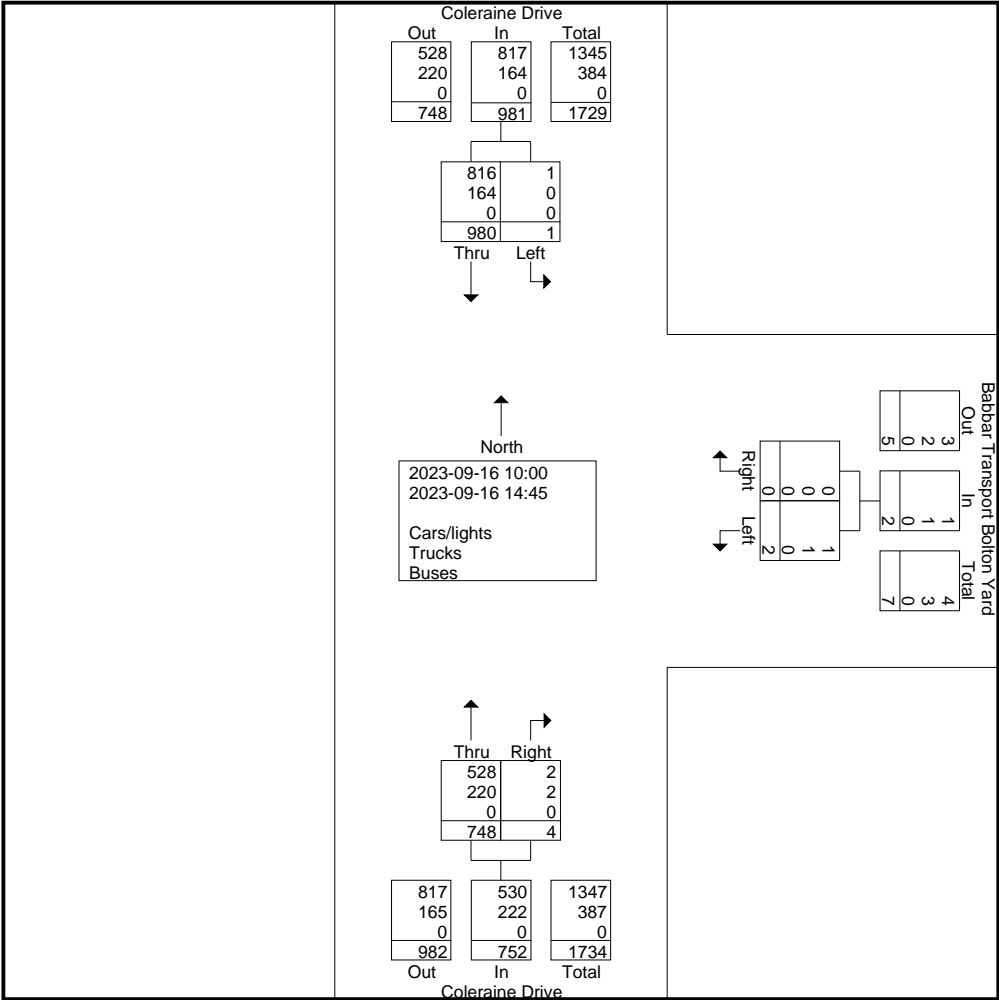 Coleraine Drive
Out In Total
528 817 1345
220 164 384
0 0 0
748 981 1729
816 1
164 0
0 0
980 1
Thru Left
Babbar Transport Bolton Yard
Out In Total
3 1 4
2 1 3
0 0 0
5 2 7
0 1
0 1
0 0
0 2
Right Left
North
2023-09-16 10:00
2023-09-16 14:45
Cars/lights
Trucks
Buses
Thru Right
528 2
220 2
0 0
748 4
817 530 1347
165 222 387
0 0 0
982 752 1734
Out In Total
Coleraine Drive